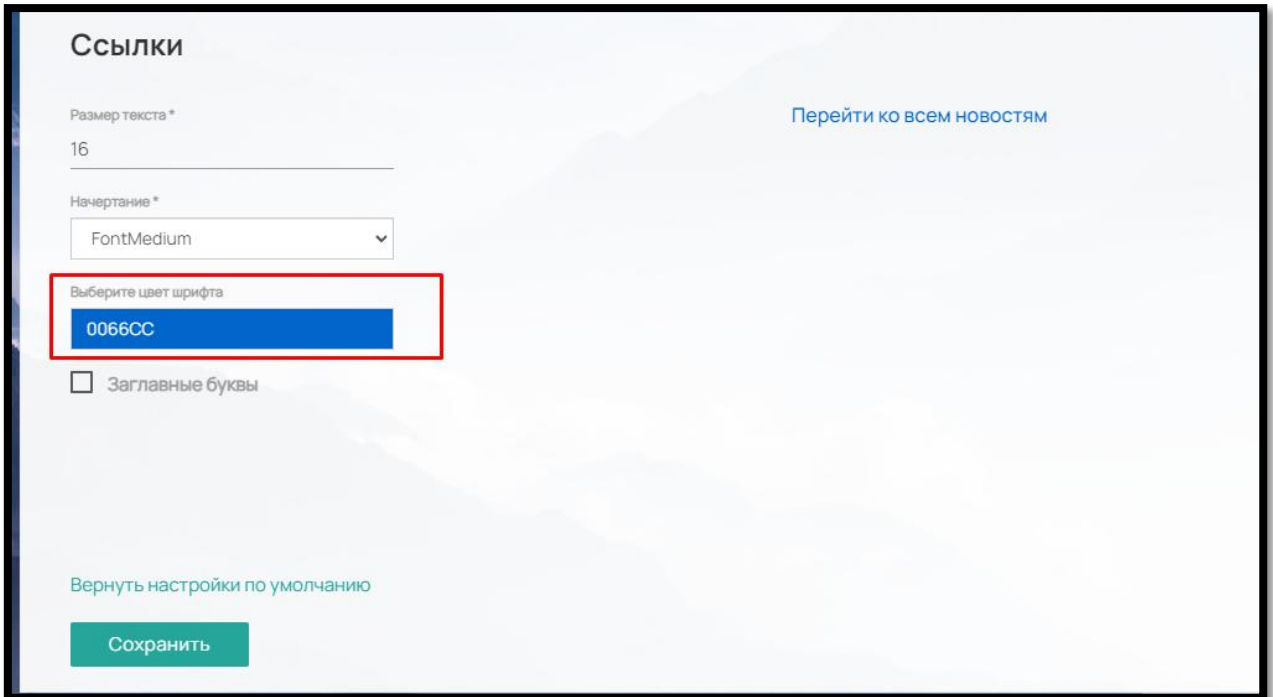 Ссылки
Размер текста *
Перейти ко всем новостям
16
Начертание *
FontMedium
Выберите цвет шрифта
0066CC
Заглавные буквы
Вернуть настройки по умолчанию
Сохранить